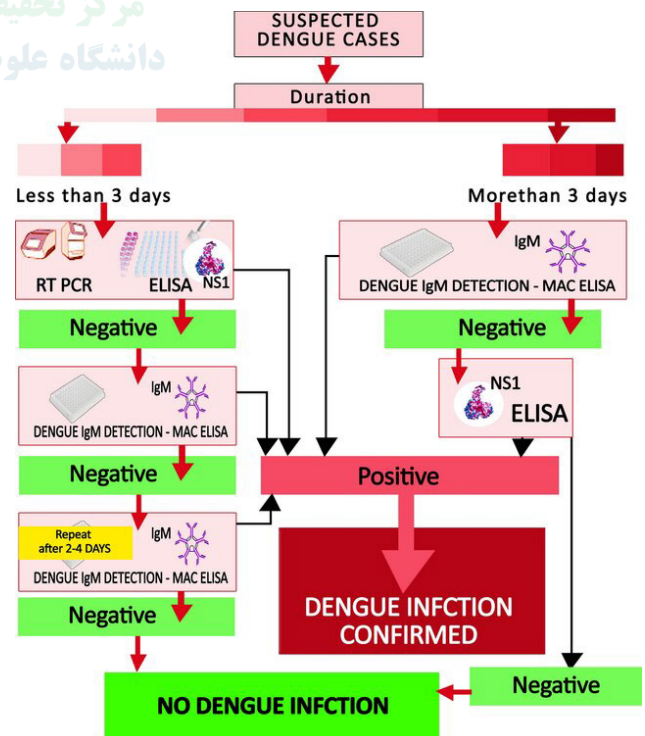 مرکز تحقیق
دانشگاه علو
SUSPECTED
DENGUE CASES
Duration
Less than 3 days
RT PCR
ELISA
NS1
Negative
IgM
DENGUE IgM DETECTION - MAC ELISA
Negative
Repeat
after 2-4 DAYS
IgM
DENGUE IgM DETECTION - MAC ELISA
Negative
Morethan 3 days
IgM
DENGUE IgM DETECTION - MAC ELISA
Negative
NS1
ELISA
Positive
DENGUE INFCTION
CONFIRMED
Negative
NO DENGUE INFCTION